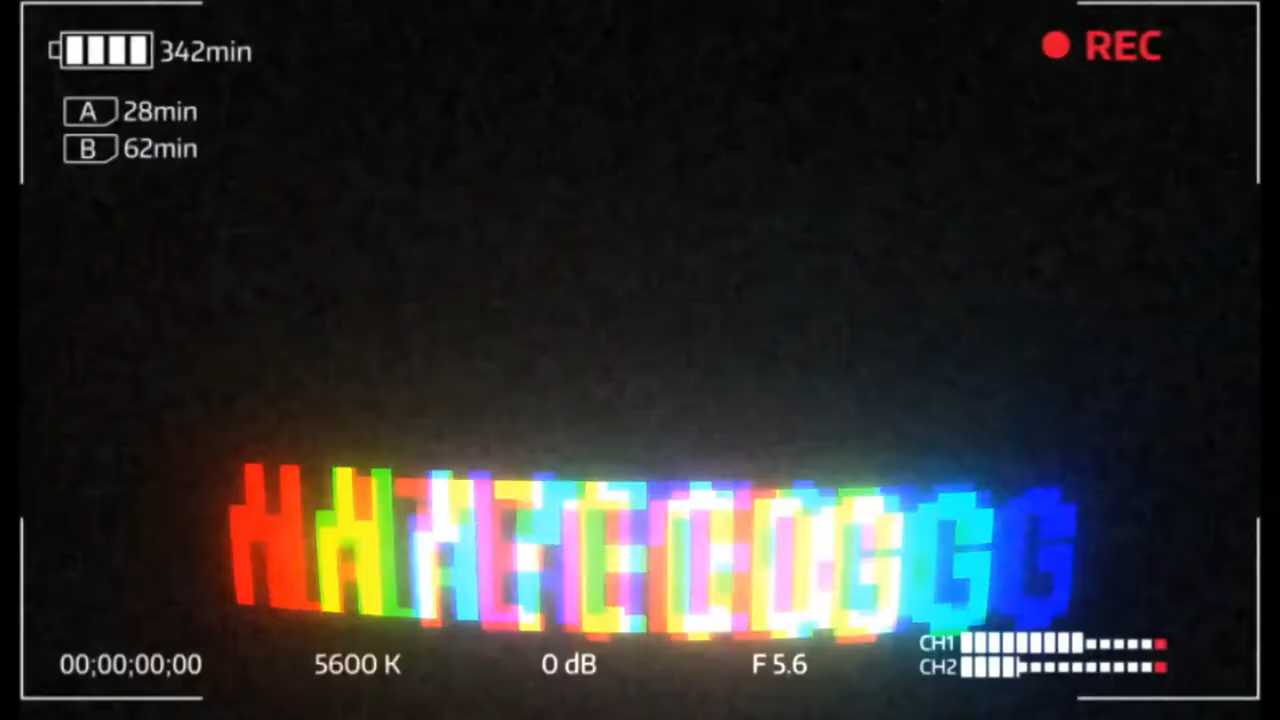 342min
REC
A 28min
B 62min
00;00;00;00
5600 K
0 dB
F 5.6
CH1
CH2